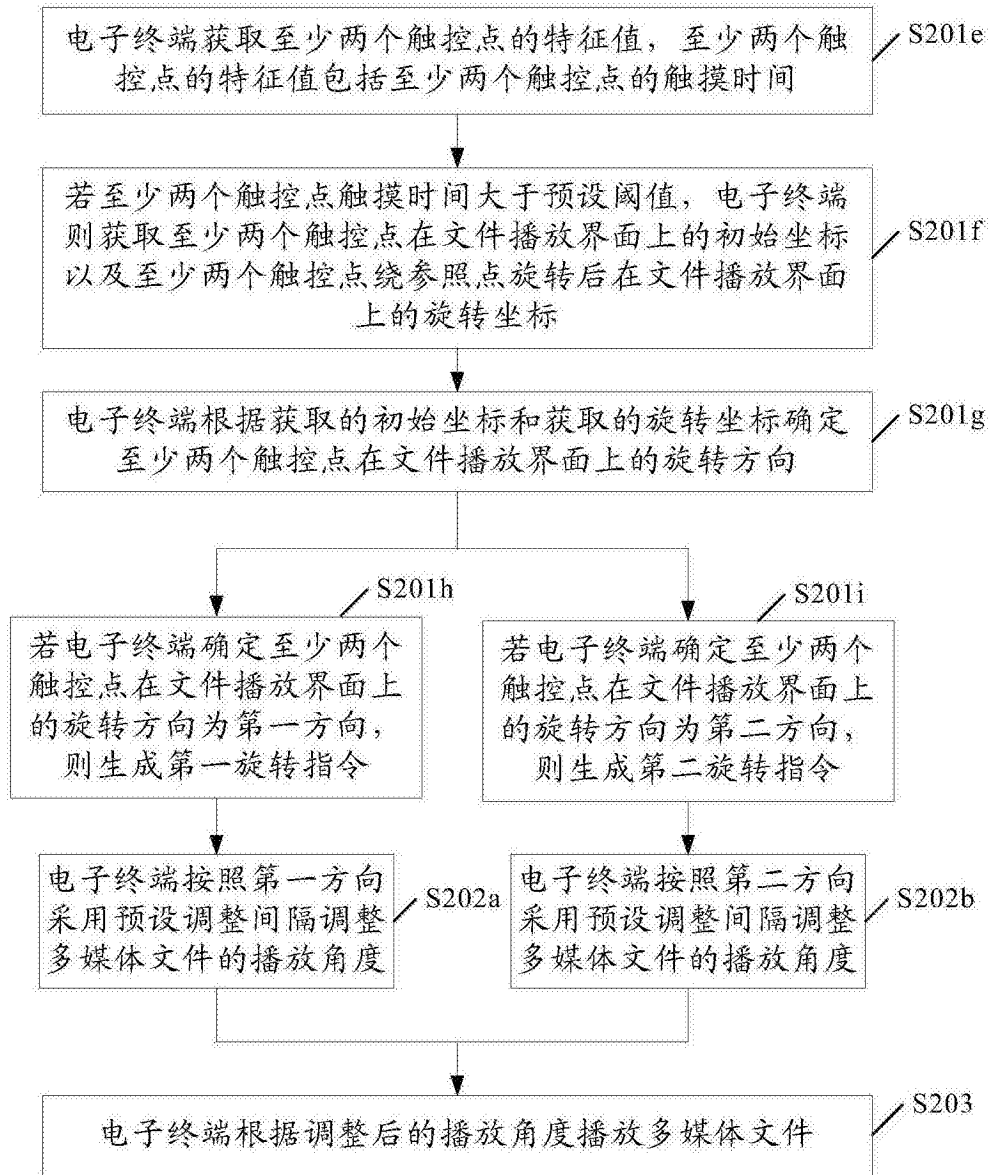 电子终端获取至少两个触控点的特征值，至少两个触
控点的特征值包括至少两个触控点的触摸时间
S201e
若至少两个触控点触摸时间大于预设阈值，电子终端
则获取至少两个触控点在文件播放界面上的初始坐标
以及至少两个触控点绕参照点旋转后在文件播放界面
上的旋转坐标
S201f
电子终端根据获取的初始坐标和获取的旋转坐标确定
至少两个触控点在文件播放界面上的旋转方向
S201g
S201h
若电子终端确定至少两个
触控点在文件播放界面上
的旋转方向为第一方向，
则生成第一旋转指令
S201i
若电子终端确定至少两个
触控点在文件播放界面上
的旋转方向为第二方向，
则生成第二旋转指令
电子终端按照第一方向
采用预设调整间隔调整
多媒体文件的播放角度
S202a
电子终端按照第二方向
采用预设调整间隔调整
多媒体文件的播放角度
S202b
电子终端根据调整后的播放角度播放多媒体文件
S203